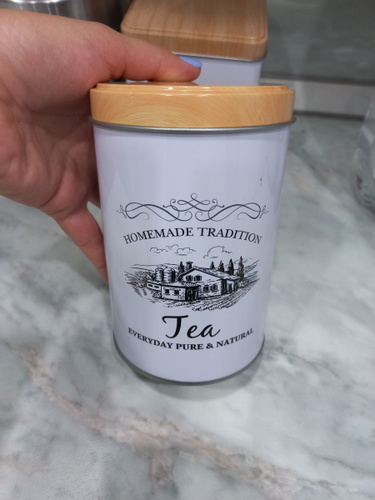 HOMEMADE TRADITION
Tea
EVERYDAY PURE & NATURAL